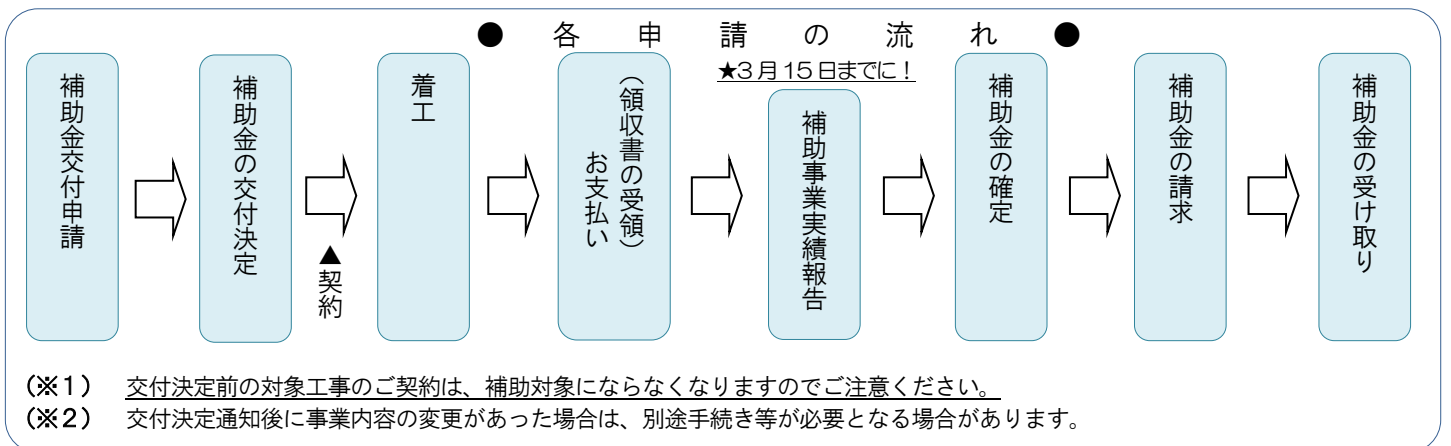 ● 各申請の流れ ●
補助金交付申請
補助金の交付決定
▲契約
着工
お支払い
（領収書の受領）
★3月15日までに！
補助事業実績報告
補助金の確定
補助金の請求
補助金の受け取り
（※1） 交付決定前の対象工事のご契約は、補助対象にならなくなりますのでご注意ください。
（※2） 交付決定通知後に事業内容の変更があった場合は、別途手続き等が必要となる場合があります。